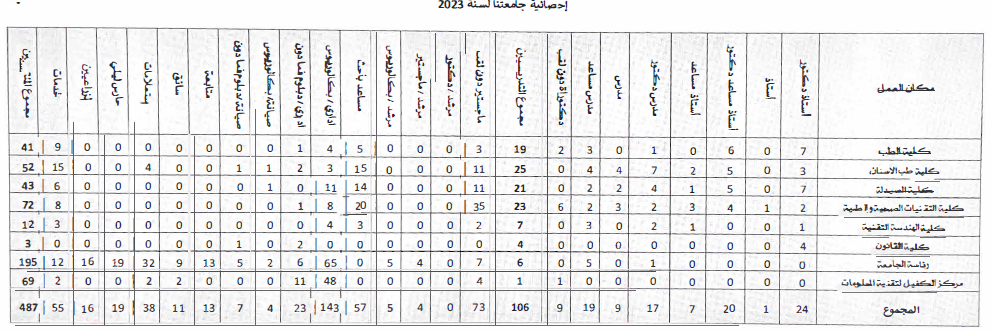 إحصائية جامعتنا لسنة 2023
مكان العمل أستاذ دكتور أستاذ أستاذ مساعد دكتور أستاذ مساعد مدرس دكتور مدرس مدرس مساعد دكتوراة دون لقب مجموع التدريسيين ماجستير دون لقب مرشد / دكتور مرشد / ماجستير مرشد / بكالوريوس مساعد باحث اداري / بكالوريوس اداري / دبلوم فما دون صيانة / بكالوريوس صيانة / دبلوم فما دون متابعة سائق إستعلامات حارس ليلي زراعيين خدمات مجموع المنتسبين
كلية الطب 7 0 6 0 1 0 3 2 19 3 0 0 0 5 4 1 0 0 0 0 0 0 0 9 41
كلية طب الاسنان 3 0 5 2 7 4 4 0 25 11 0 0 0 15 3 2 1 1 0 0 4 0 0 15 52
كلية الصيدلة 7 0 5 1 4 2 2 0 21 11 0 0 0 14 11 0 1 0 0 0 0 0 0 6 43
كلية التقنيات الصحية و الطبية 2 1 4 3 2 3 2 6 23 35 0 0 0 20 8 1 0 0 0 0 0 0 0 8 72
كلية الهندسة التقنية 1 0 2 1 0 0 3 0 7 2 0 0 0 3 4 0 0 0 0 0 0 0 0 3 12
كلية القانون 4 0 0 0 0 0 0 0 4 0 0 0 0 0 0 2 0 1 0 0 0 0 0 0 3
رئاسة الجامعة 0 0 0 0 1 0 5 0 6 7 0 4 5 0 65 6 2 5 13 9 32 19 16 12 195
مركز الكفيل لتقنية المعلومات 0 0 0 0 0 0 0 1 1 4 0 0 0 0 48 11 0 0 0 2 2 0 0 2 69
المجموع 24 1 20 7 17 9 19 9 106 73 0 4 5 57 143 23 4 7 13 11 38 19 16 55 487